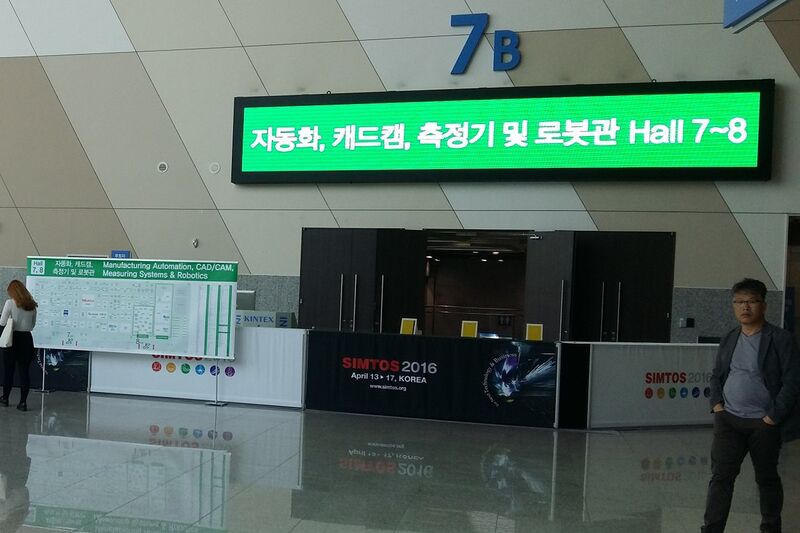 7B
자동화, 캐드캠, 측정기 및 로봇관 Hall 7~8
Hall 7, 8
자동화, 캐드캠, 측정기 및 로봇관
Manufacturing Automation, CAD/CAM, Measuring Systems & Robotics
KINTEX
SIMTOS
SIMTOS 2016
April 13 ▸ 17, KOREA
www.simtos.org
SIMTOS 2016